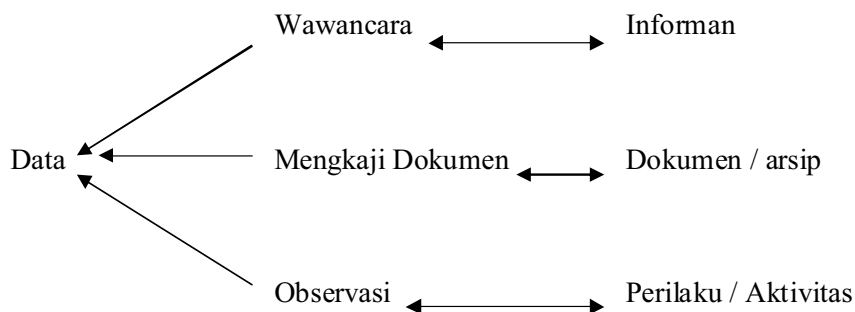 Wawancara Informan
Data Mengkaji Dokumen Dokumen / arsip
Observasi Perilaku / Aktivitas